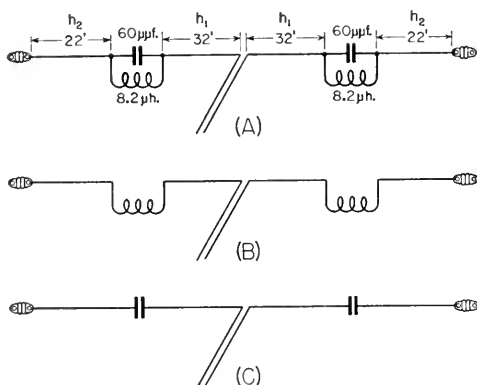 h₂ 60µµf. h₁ h₁ 60µµf. h₂
22' 32' 32' 22'
8.2µh. 8.2µh.
(A)
(B)
(C)